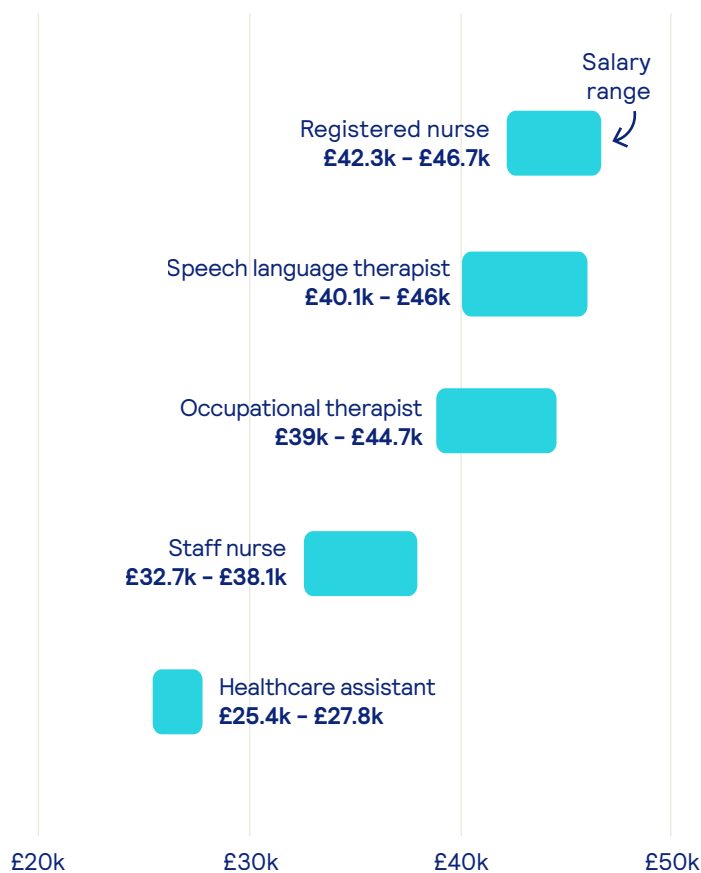 Salary
range
Registered nurse
£42.3k – £46.7k
Speech language therapist
£40.1k – £46k
Occupational therapist
£39k – £44.7k
Staff nurse
£32.7k – £38.1k
Healthcare assistant
£25.4k – £27.8k
£20k £30k £40k £50k